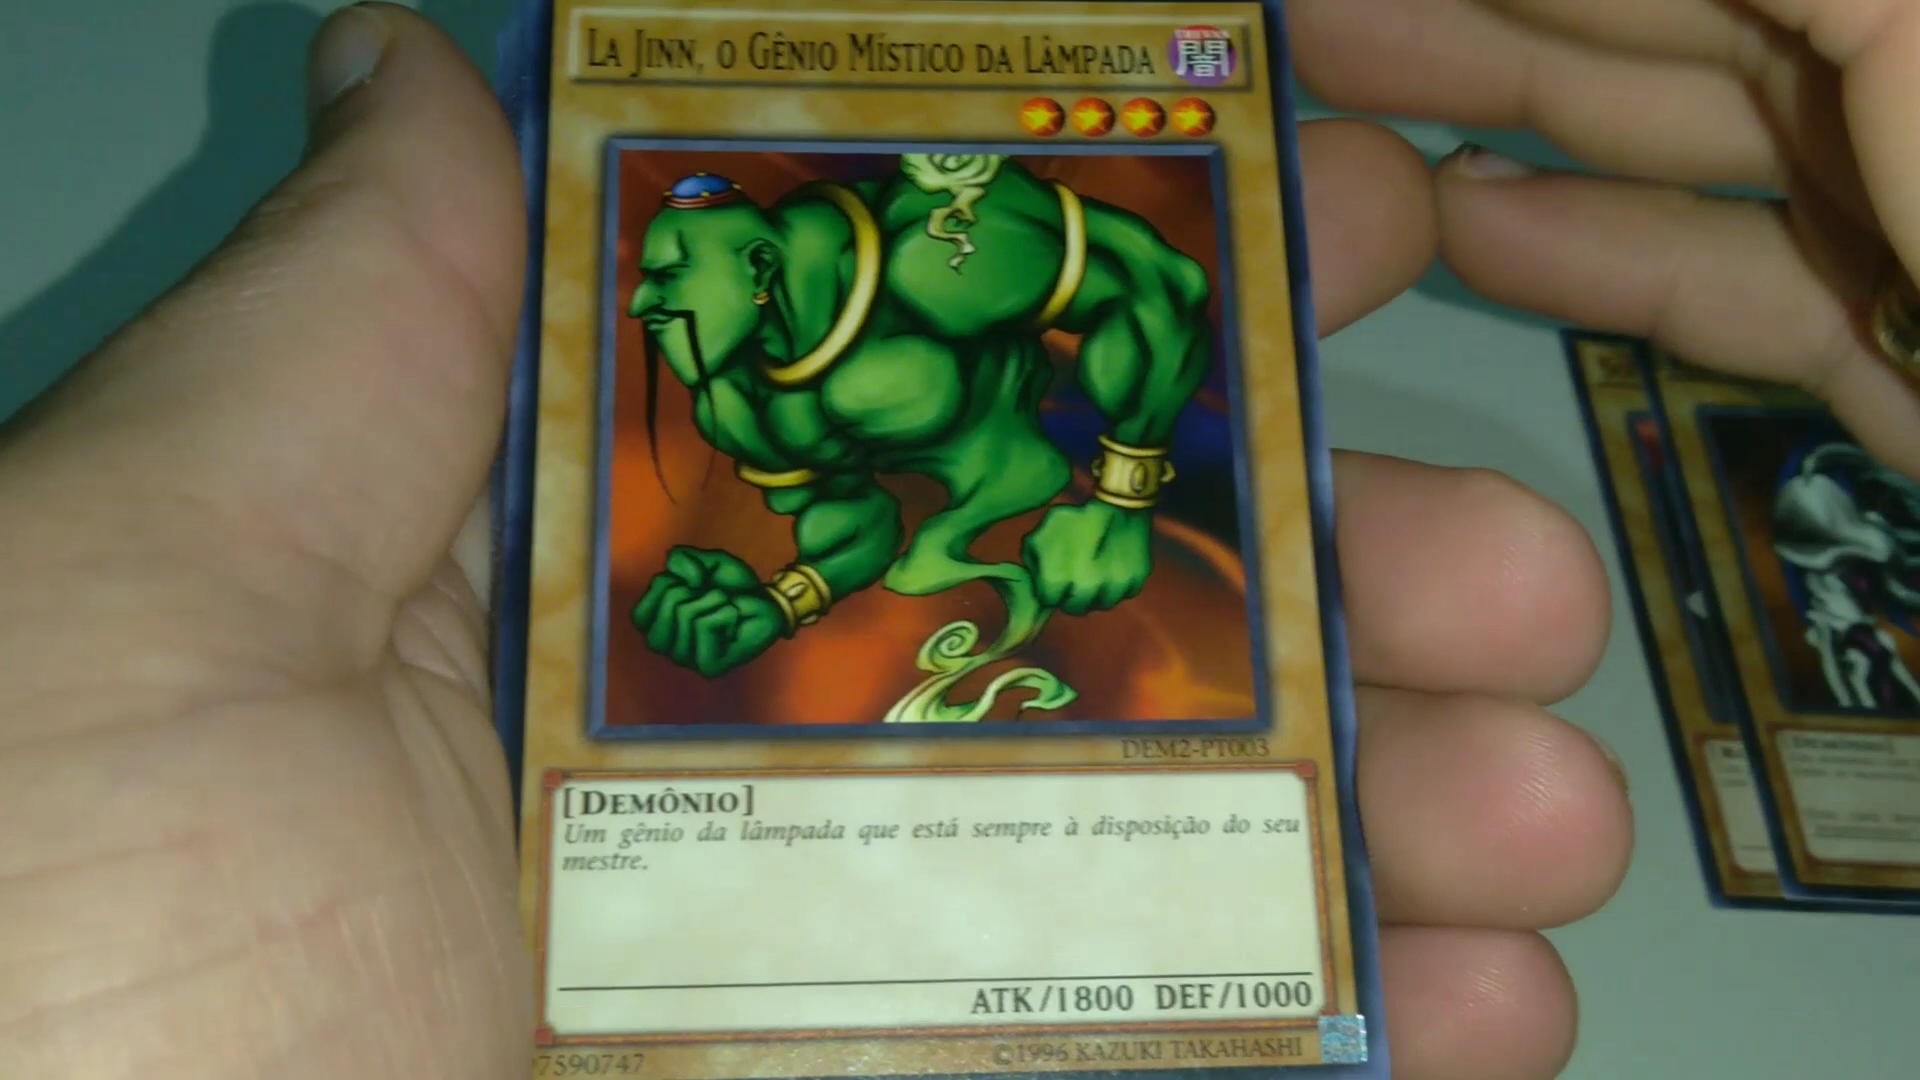 La Jinn, o Gênio Místico da Lâmpada
闇
DEM2-PT003
[Demônio]
Um gênio da lâmpada que está sempre à disposição do seu
mestre.
ATK/1800 DEF/1000
7590747
©1996 KAZUKI TAKAHASHI